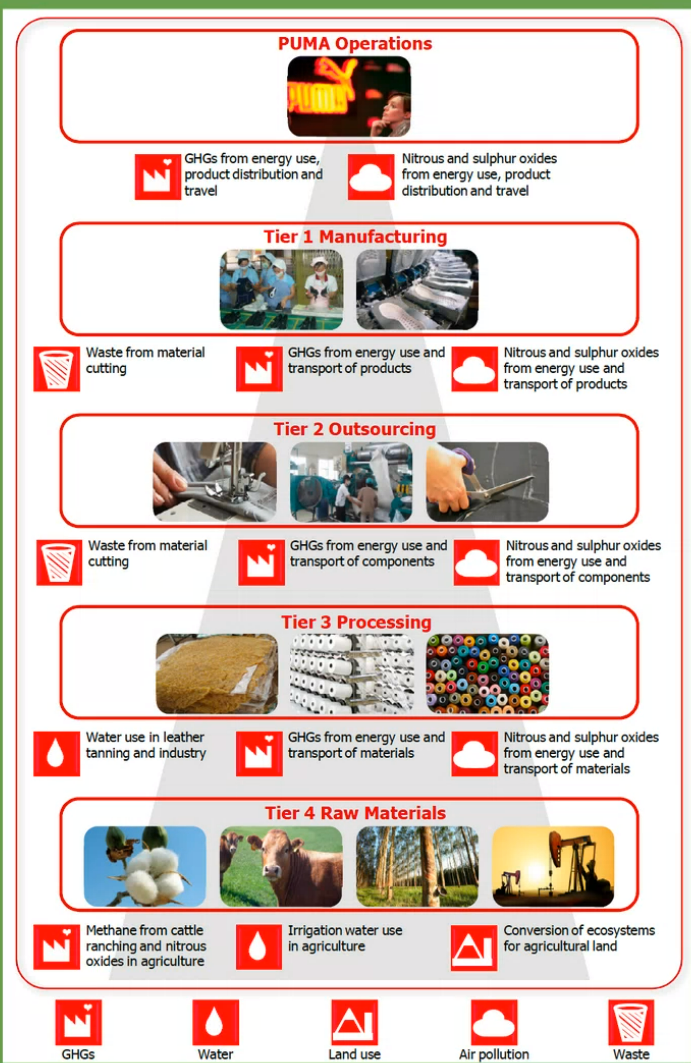 PUMA Operations
PUMA
GHGs from energy use,
product distribution and
travel
Nitrous and sulphur oxides
from energy use, product
distribution and travel
Tier 1 Manufacturing
Waste from material
cutting
GHGs from energy use and
transport of products
Nitrous and sulphur oxides
from energy use and
transport of products
Tier 2 Outsourcing
Waste from material
cutting
GHGs from energy use and
transport of components
Nitrous and sulphur oxides
from energy use and
transport of components
Tier 3 Processing
Water use in leather
tanning and industry
GHGs from energy use and
transport of materials
Nitrous and sulphur oxides
from energy use and
transport of materials
Tier 4 Raw Materials
Methane from cattle
ranching and nitrous
oxides in agriculture
Irrigation water use
in agriculture
Conversion of ecosystems
for agricultural land
GHGs
Water
Land use
Air pollution
Waste